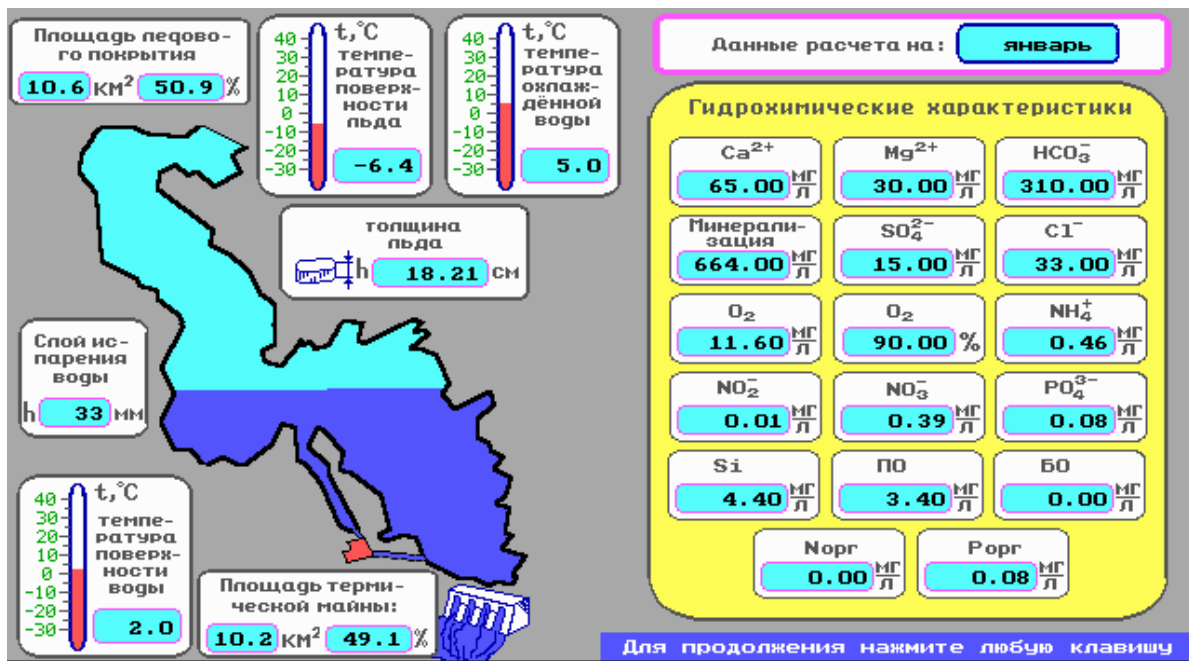 Площадь ледово-
го покрытия
10.6 км² 50.9 %
t,°C
40
30
20
10
0
-10
-20
-30
темпе-
ратура
поверх-
ности
льда
-6.4
t,°C
40
30
20
10
0
-10
-20
-30
темпе-
ратура
охлаж-
дённой
воды
5.0
толщина
льда
h 18.21 см
Слой ис-
парения
воды
h 33 мм
t,°C
40
30
20
10
0
-10
-20
-30
темпе-
ратура
поверх-
ности
воды
2.0
Площадь терми-
ческой майны:
10.2 км² 49.1 %
Данные расчета на: январь
Гидрохимические характеристики
Ca²⁺
65.00 мг/л
Mg²⁺
30.00 мг/л
HCO₃⁻
310.00 мг/л
Минерали-
зация
664.00 мг/л
SO₄²⁻
15.00 мг/л
Cl⁻
33.00 мг/л
O₂
11.60 мг/л
O₂
90.00 %
NH₄⁺
0.46 мг/л
NO₂⁻
0.01 мг/л
NO₃⁻
0.39 мг/л
PO₄³⁻
0.08 мг/л
Si
4.40 мг/л
ПО
3.40 мг/л
БО
0.00 мг/л
Nорг
0.00 мг/л
Pорг
0.08 мг/л
Для продолжения нажмите любую клавишу